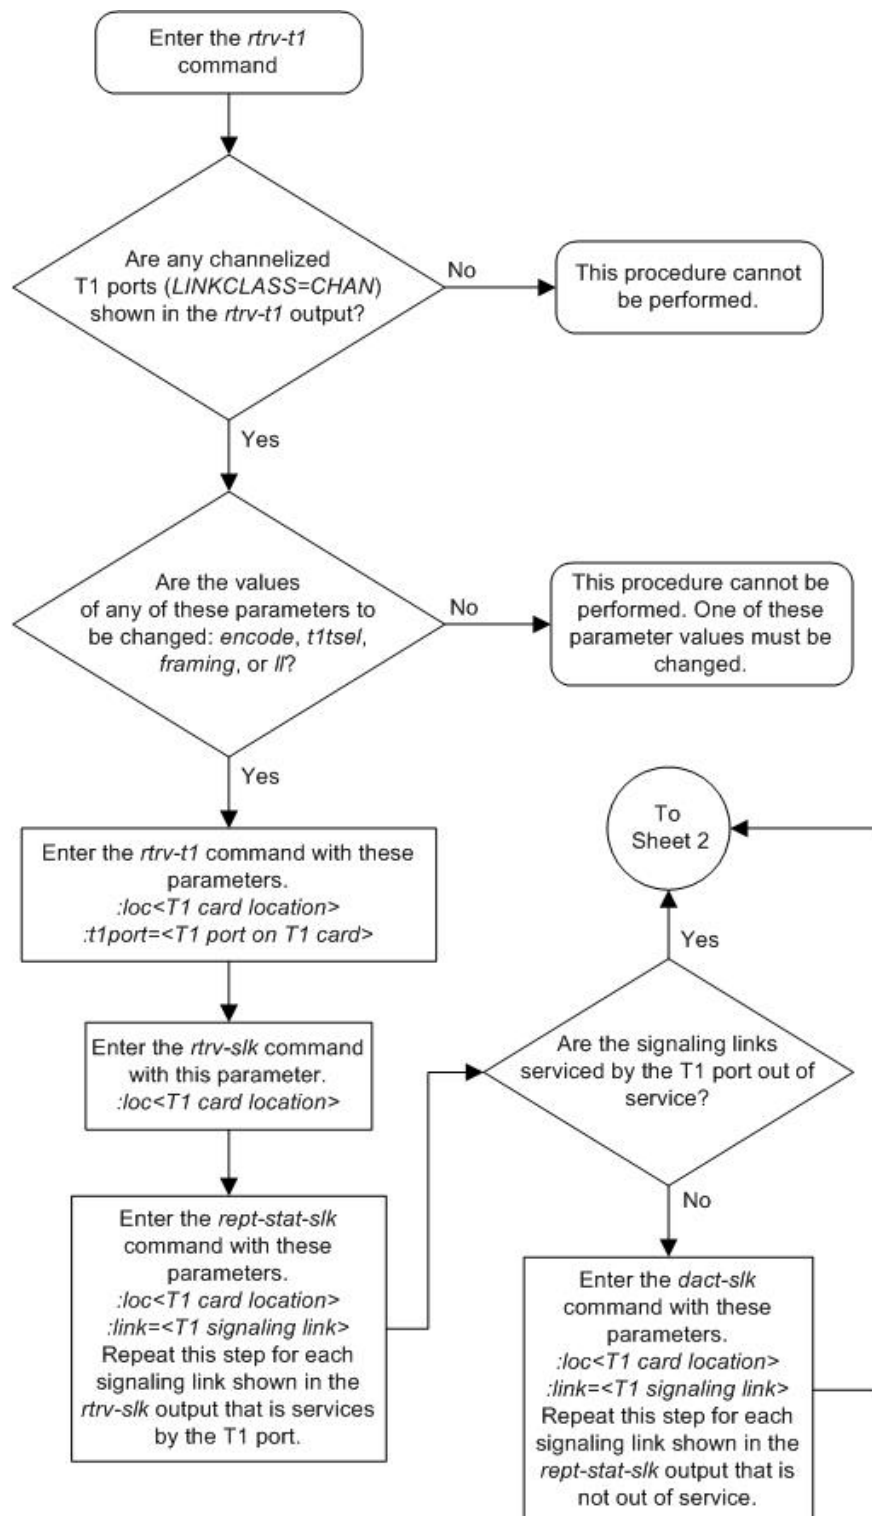 Enter the rtrv-t1
command
Are any channelized
T1 ports (LINKCLASS=CHAN)
shown in the rtrv-t1 output?
No
This procedure cannot
be performed.
Yes
Are the values
of any of these parameters to
be changed: encode, t1tsel,
framing, or ll?
No
This procedure cannot be
performed. One of these
parameter values must be
changed.
Yes
Enter the rtrv-t1 command with these
parameters.
:loc<T1 card location>
:t1port=<T1 port on T1 card>
Enter the rtrv-slk command
with this parameter.
:loc<T1 card location>
Enter the rept-stat-slk
command with these
parameters.
:loc<T1 card location>
:link=<T1 signaling link>
Repeat this step for each
signaling link shown in the
rtrv-slk output that is services
by the T1 port.
To
Sheet 2
Yes
Are the signaling links
serviced by the T1 port out of
service?
No
Enter the dact-slk
command with these
parameters.
:loc<T1 card location>
:link=<T1 signaling link>
Repeat this step for each
signaling link shown in the
rept-stat-slk output that is
not out of service.